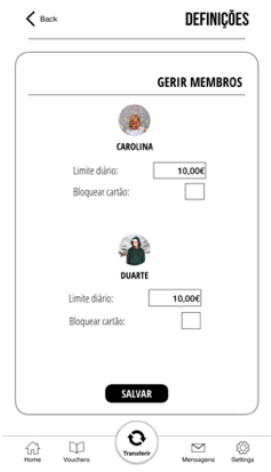 Back
DEFINIÇÕES
GERIR MEMBROS
CAROLINA
Limite diário: 10,00€
Bloquear cartão:
DUARTE
Limite diário: 10,00€
Bloquear cartão:
SALVAR
Home Vouchers Transferir Mensagens Settings